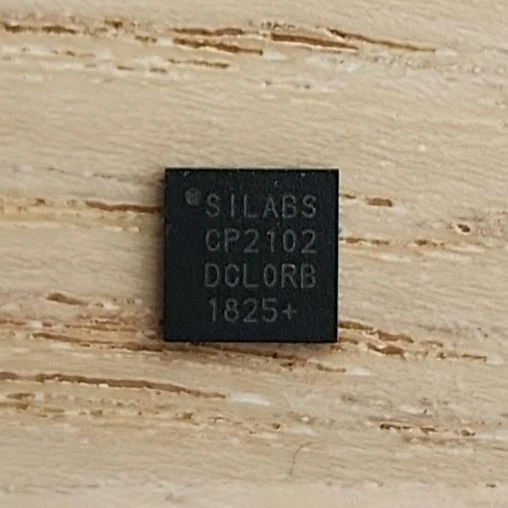 SILABS
CP2102
DCL0RB
1825+